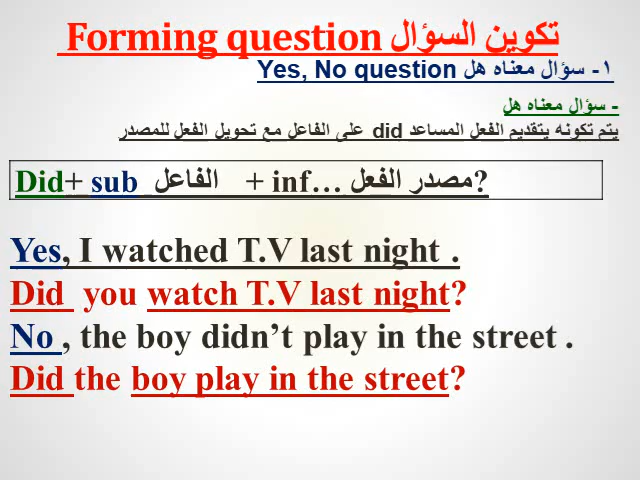 Forming question تكوين السؤال
١- سؤال معناه هل Yes, No question
- سؤال معناه هل
يتم تكونه بتقديم الفعل المساعد did على الفاعل مع تحويل الفعل للمصدر
Did+ sub الفاعل + inf… مصدر الفعل?
Yes, I watched T.V last night .
Did you watch T.V last night?
No , the boy didn’t play in the street .
Did the boy play in the street?